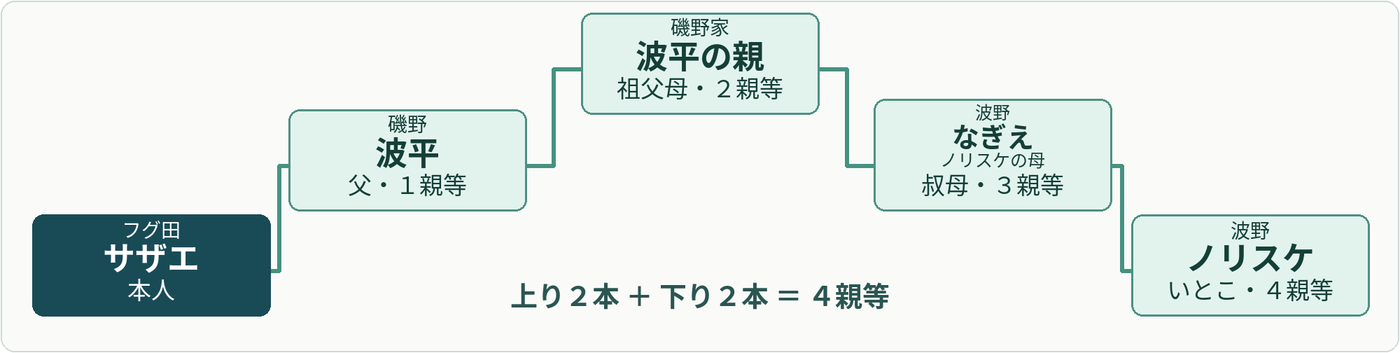 磯野家
波平の親
祖父母・２親等
磯野
波平
父・１親等
波野
なぎえ
ノリスケの母
叔母・３親等
フグ田
サザエ
本人
波野
ノリスケ
いとこ・４親等
上り２本 ＋ 下り２本 ＝ ４親等